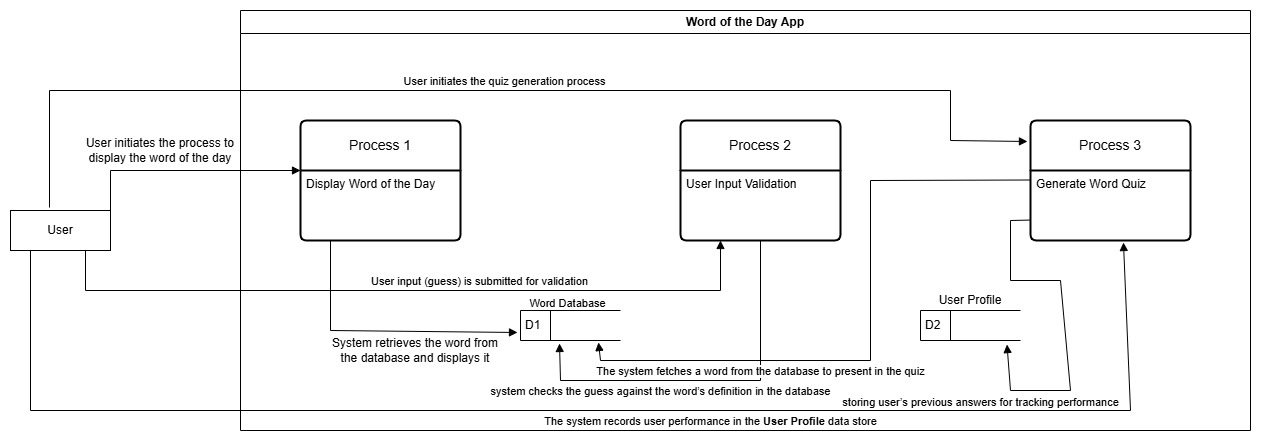 Word of the Day App
User initiates the quiz generation process
User initiates the process to
display the word of the day
Process 1
Display Word of the Day
Process 2
User Input Validation
Process 3
Generate Word Quiz
User
User input (guess) is submitted for validation
Word Database
D1
User Profile
D2
System retrieves the word from
the database and displays it
The system fetches a word from the database to present in the quiz
system checks the guess against the word's definition in the database
storing user's previous answers for tracking performance
The system records user performance in the User Profile data store